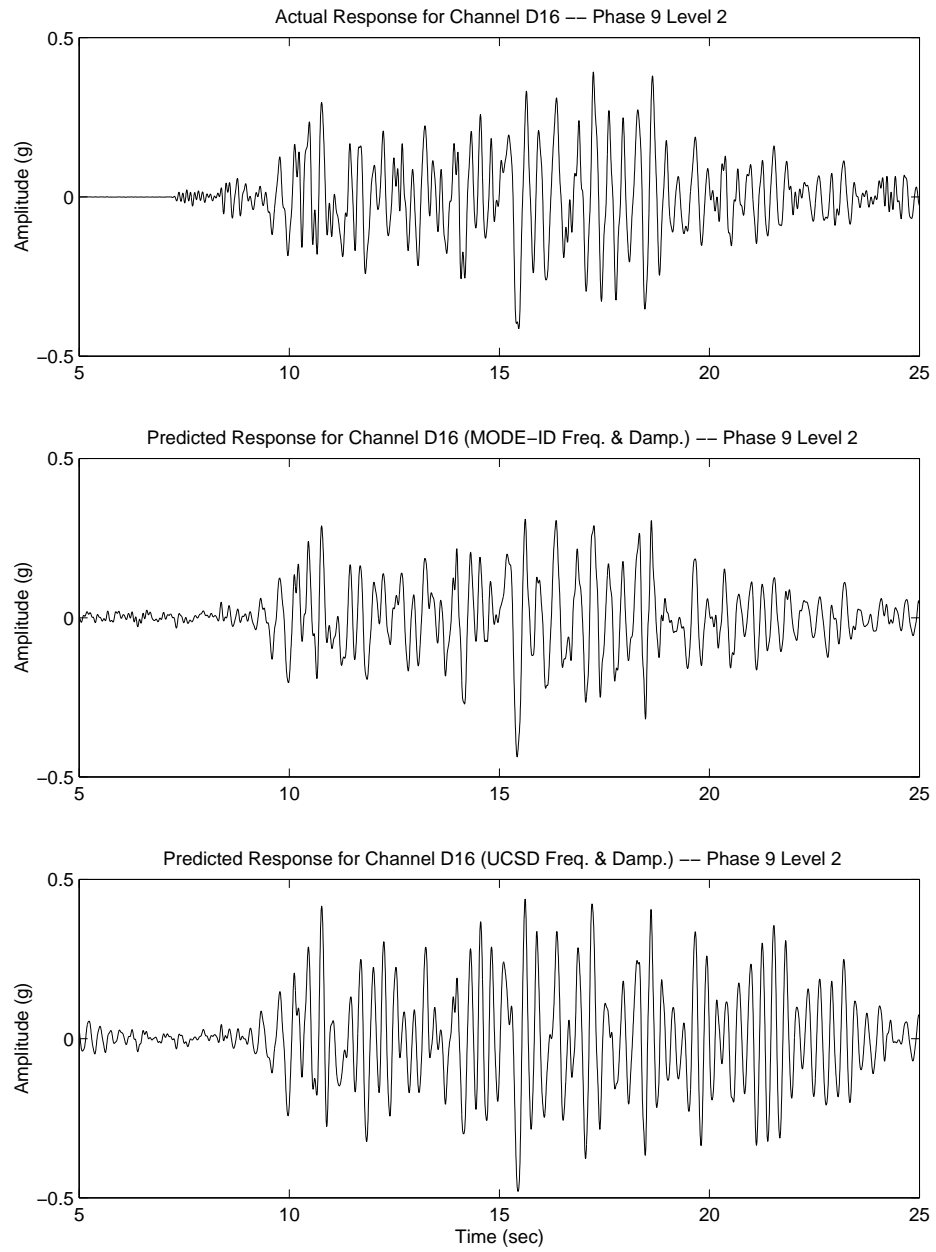 Actual Response for Channel D16 −− Phase 9 Level 2
0.5
Amplitude (g)
0
−0.5
5 10 15 20 25
Predicted Response for Channel D16 (MODE−ID Freq. & Damp.) −− Phase 9 Level 2
0.5
Amplitude (g)
0
−0.5
5 10 15 20 25
Predicted Response for Channel D16 (UCSD Freq. & Damp.) −− Phase 9 Level 2
0.5
Amplitude (g)
0
−0.5
5 10 15 20 25
Time (sec)